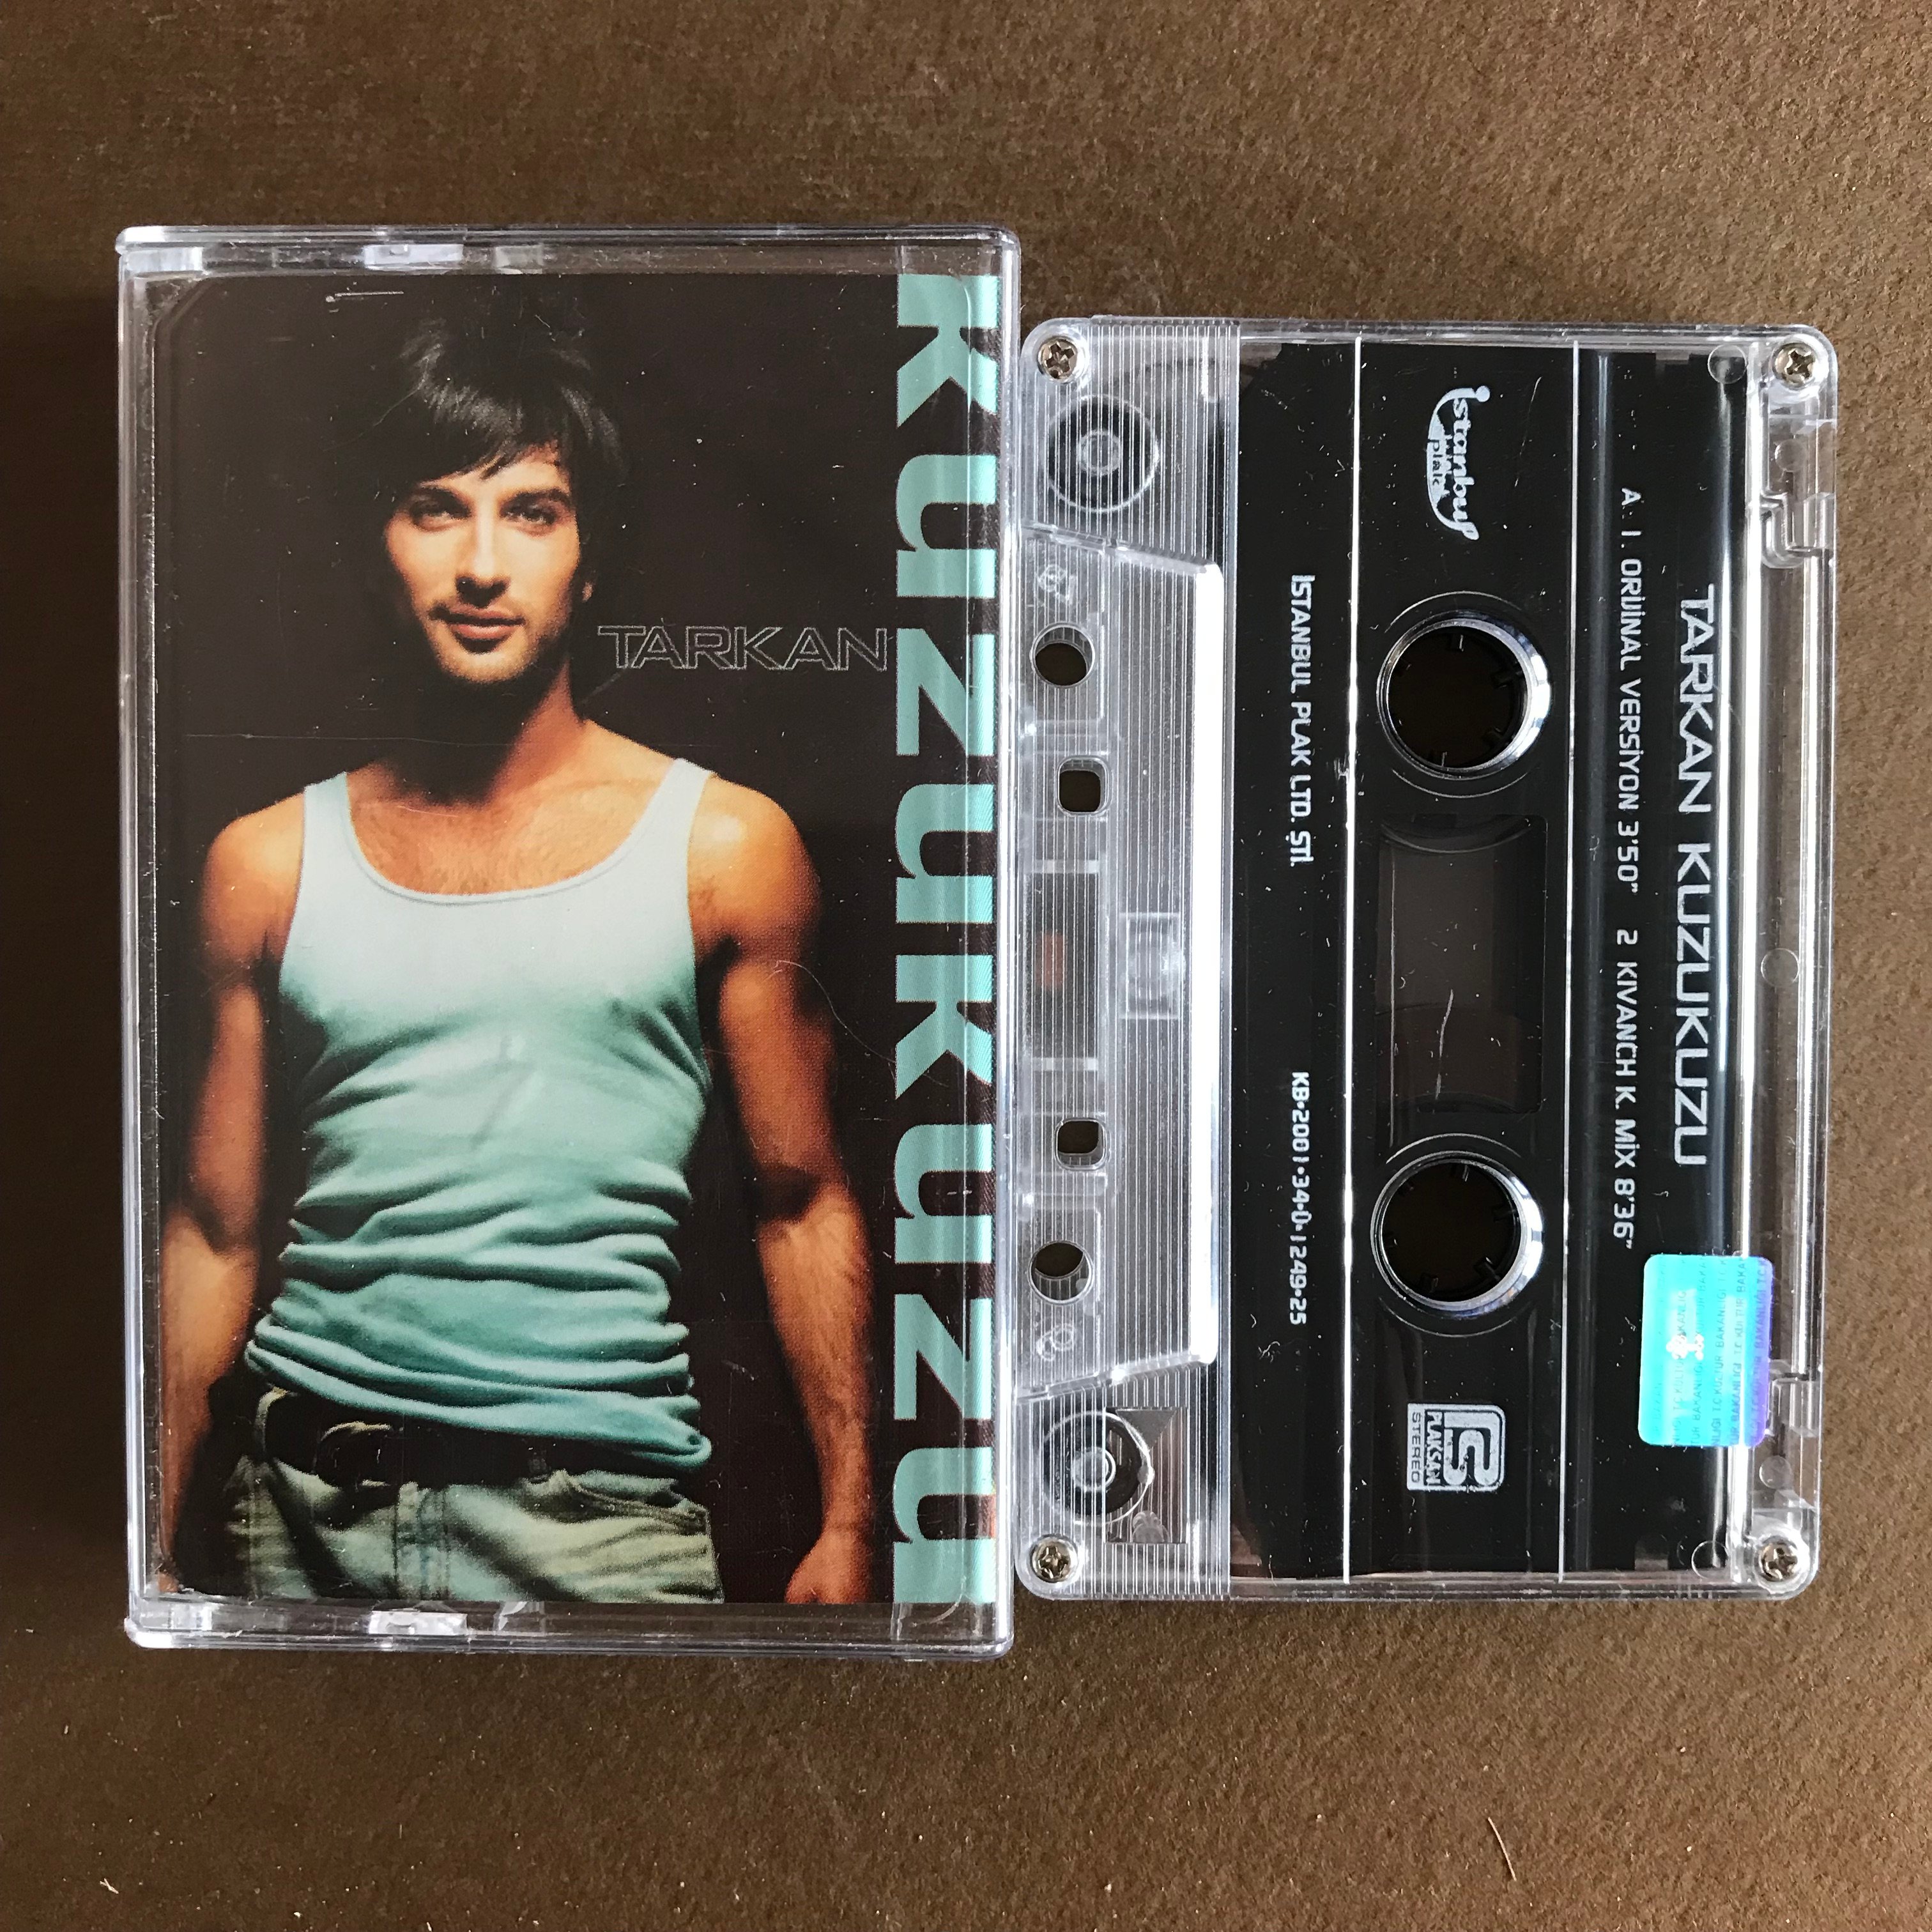 TARKAN
kuzukuzu
TARKAN KUZUKUZU
A. 1. ORİJİNAL VERSİYON 3'50" 2 KIVANCH K. MİX 8'36"
istanbul
plak
İSTANBUL PLAK LTD. ŞTİ.
KB•2001•34•0•1249•25
PLAKSAN
STEREO